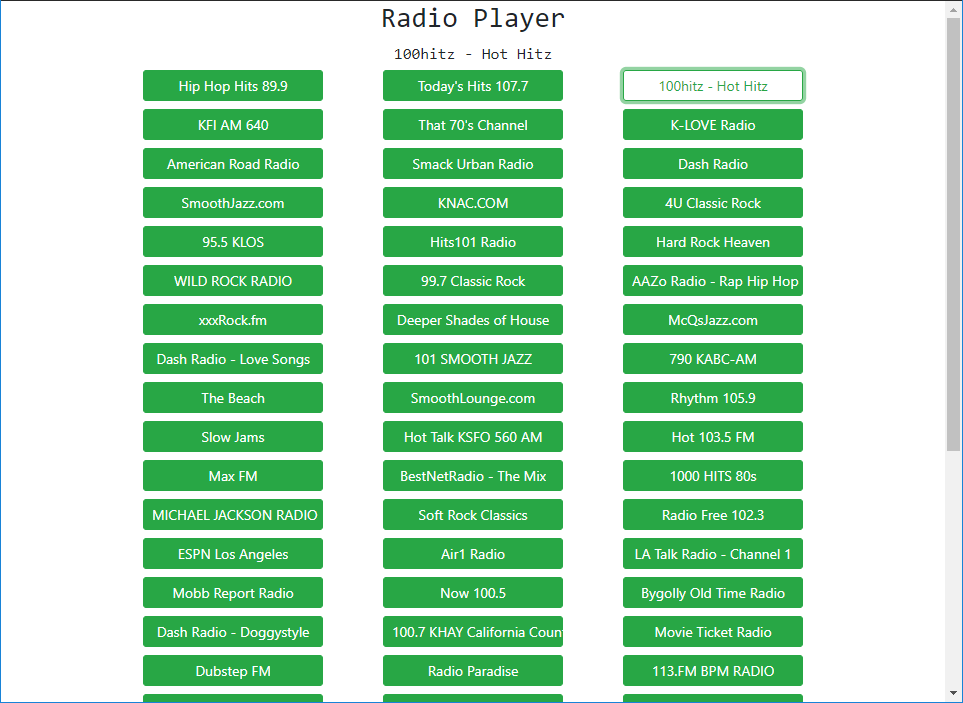 Radio Player
100hitz - Hot Hitz
Hip Hop Hits 89.9
Today's Hits 107.7
100hitz - Hot Hitz
KFI AM 640
That 70's Channel
K-LOVE Radio
American Road Radio
Smack Urban Radio
Dash Radio
SmoothJazz.com
KNAC.COM
4U Classic Rock
95.5 KLOS
Hits101 Radio
Hard Rock Heaven
WILD ROCK RADIO
99.7 Classic Rock
AAZo Radio - Rap Hip Hop
xxxRock.fm
Deeper Shades of House
McQsJazz.com
Dash Radio - Love Songs
101 SMOOTH JAZZ
790 KABC-AM
The Beach
SmoothLounge.com
Rhythm 105.9
Slow Jams
Hot Talk KSFO 560 AM
Hot 103.5 FM
Max FM
BestNetRadio - The Mix
1000 HITS 80s
MICHAEL JACKSON RADIO
Soft Rock Classics
Radio Free 102.3
ESPN Los Angeles
Air1 Radio
LA Talk Radio - Channel 1
Mobb Report Radio
Now 100.5
Bygolly Old Time Radio
Dash Radio - Doggystyle
100.7 KHAY California Coun
Movie Ticket Radio
Dubstep FM
Radio Paradise
113.FM BPM RADIO